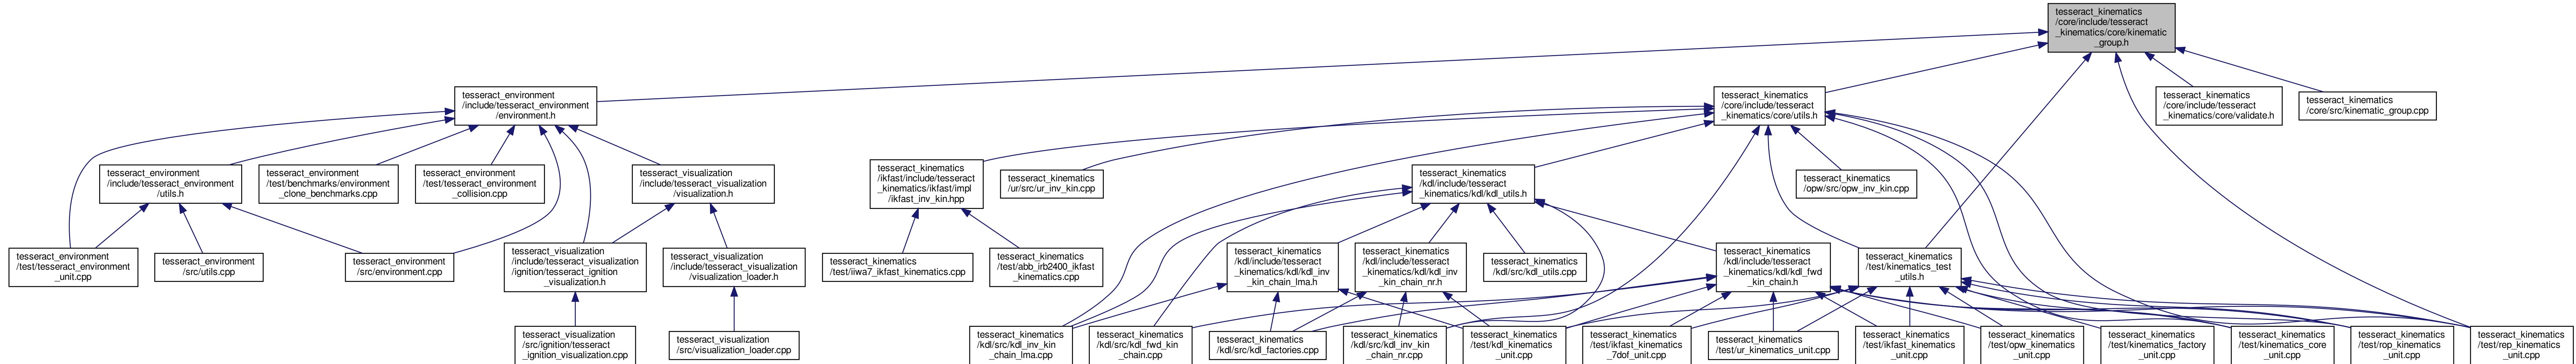 tesseract_kinematics
/core/include/tesseract
_kinematics/core/kinematic
_group.h
tesseract_environment
/include/tesseract_environment
/environment.h
tesseract_kinematics
/core/include/tesseract
_kinematics/core/utils.h
tesseract_kinematics
/core/include/tesseract
_kinematics/core/validate.h
tesseract_kinematics
/core/src/kinematic_group.cpp
tesseract_environment
/include/tesseract_environment
/utils.h
tesseract_environment
/test/benchmarks/environment
_clone_benchmarks.cpp
tesseract_environment
/test/tesseract_environment
_collision.cpp
tesseract_visualization
/include/tesseract_visualization
/visualization.h
tesseract_kinematics
/ikfast/include/tesseract
_kinematics/ikfast/impl
/ikfast_inv_kin.hpp
tesseract_kinematics
/ur/src/ur_inv_kin.cpp
tesseract_kinematics
/kdl/include/tesseract
_kinematics/kdl/kdl_utils.h
tesseract_kinematics
/opw/src/opw_inv_kin.cpp
tesseract_environment
/test/tesseract_environment
_unit.cpp
tesseract_environment
/src/utils.cpp
tesseract_environment
/src/environment.cpp
tesseract_visualization
/include/tesseract_visualization
/ignition/tesseract_ignition
_visualization.h
tesseract_visualization
/include/tesseract_visualization
/visualization_loader.h
tesseract_kinematics
/test/iiwa7_ikfast_kinematics.cpp
tesseract_kinematics
/test/abb_irb2400_ikfast
_kinematics.cpp
tesseract_kinematics
/kdl/include/tesseract
_kinematics/kdl/kdl_inv
_kin_chain_lma.h
tesseract_kinematics
/kdl/include/tesseract
_kinematics/kdl/kdl_inv
_kin_chain_nr.h
tesseract_kinematics
/kdl/src/kdl_utils.cpp
tesseract_kinematics
/kdl/include/tesseract
_kinematics/kdl/kdl_fwd
_kin_chain.h
tesseract_kinematics
/test/kinematics_test
_utils.h
tesseract_visualization
/src/ignition/tesseract
_ignition_visualization.cpp
tesseract_visualization
/src/visualization_loader.cpp
tesseract_kinematics
/kdl/src/kdl_inv_kin
_chain_lma.cpp
tesseract_kinematics
/kdl/src/kdl_fwd_kin
_chain.cpp
tesseract_kinematics
/kdl/src/kdl_factories.cpp
tesseract_kinematics
/kdl/src/kdl_inv_kin
_chain_nr.cpp
tesseract_kinematics
/test/kdl_kinematics
_unit.cpp
tesseract_kinematics
/test/ikfast_kinematics
_7dof_unit.cpp
tesseract_kinematics
/test/ur_kinematics_unit.cpp
tesseract_kinematics
/test/ikfast_kinematics
_unit.cpp
tesseract_kinematics
/test/opw_kinematics
_unit.cpp
tesseract_kinematics
/test/kinematics_factory
_unit.cpp
tesseract_kinematics
/test/kinematics_core
_unit.cpp
tesseract_kinematics
/test/rop_kinematics
_unit.cpp
tesseract_kinematics
/test/rep_kinematics
_unit.cpp